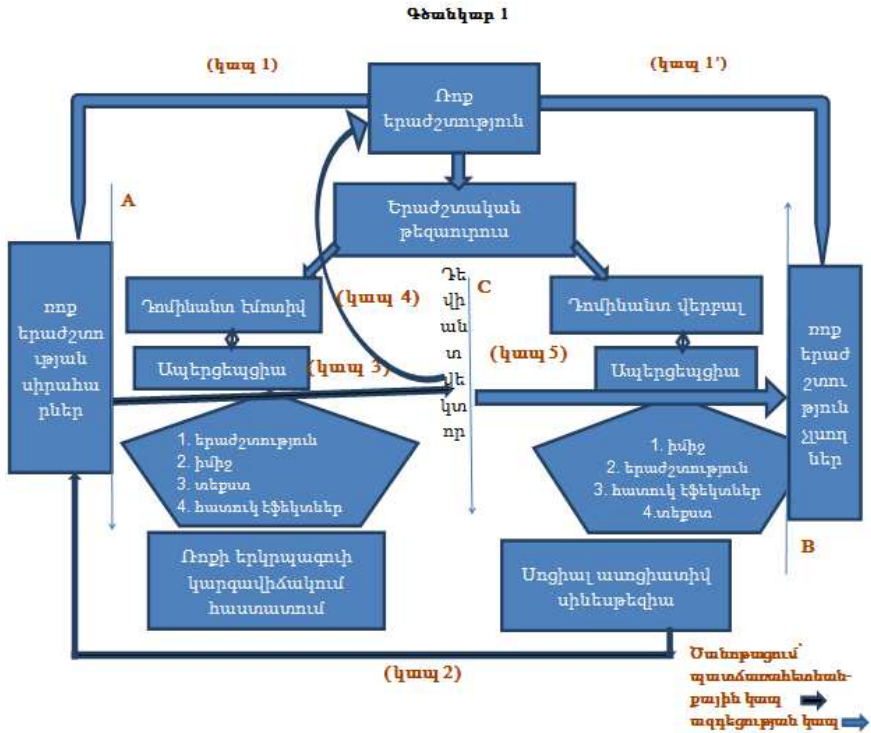 Գծանկար 1
(կապ 1)
(կապ 1’)
Ռոք
երաժշտություն
A
Երաժշտական
թեզաուրուս
ռոք
երաժշտո
ւթյան
սիրահա
րներ
Դոմինանտ էմոտիվ
(կապ 4)
Դե
վի
ան
տ
վե
կտ
որ
C
Դոմինանտ վերբալ
ռոք
երաժ
շտու
թյուն
չլսող
ներ
Ապերցեպցիա
(կապ 3)
(կապ 5)
Ապերցեպցիա
1. երաժշտություն
2. իմիջ
3. տեքստ
4. հատուկ էֆեկտներ
1. իմիջ
2. երաժշտություն
3. հատուկ էֆեկտներ
4.տեքստ
B
Ռոքի երկրպագուի
կարգավիճակում
հաստատում
Սոցիալ ասոցիատիվ
սինեսթեզիա
(կապ 2)
Ծանոթացում՝
պատճառահետևան-
քային կապ
ազդեցության կապ